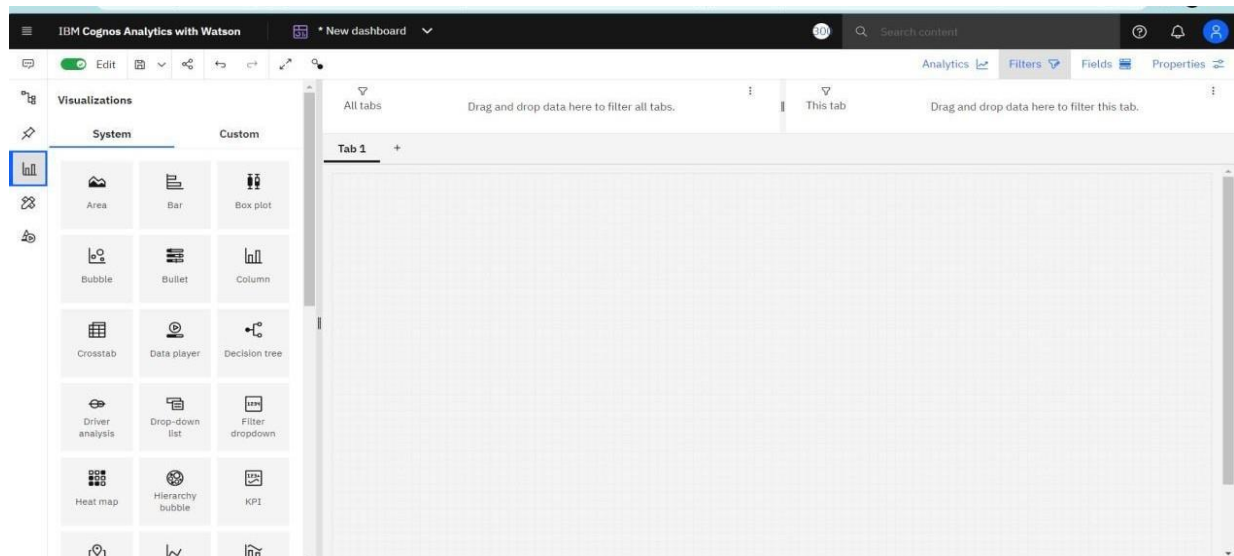 IBM Cognos Analytics with Watson
* New dashboard
Search content
Edit
Analytics
Filters
Fields
Properties
Visualizations
System
Custom
All tabs
Drag and drop data here to filter all tabs.
This tab
Drag and drop data here to filter this tab.
Tab 1 +
Area
Bar
Box plot
Bubble
Bullet
Column
Crosstab
Data player
Decision tree
Driver
analysis
Drop-down
list
Filter
dropdown
Heat map
Hierarchy
bubble
KPI